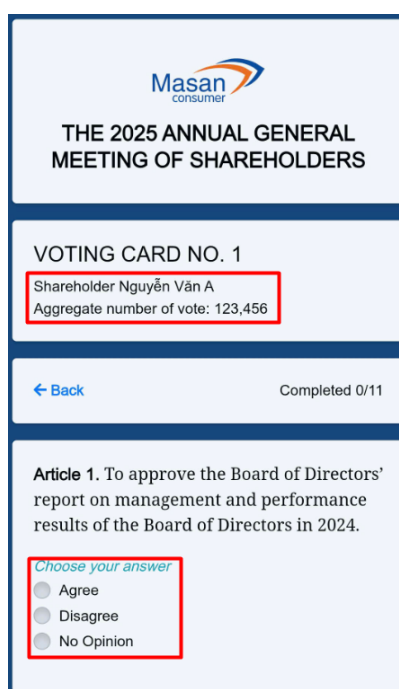 Masan
consumer
THE 2025 ANNUAL GENERAL
MEETING OF SHAREHOLDERS
VOTING CARD NO. 1
Shareholder Nguyễn Văn A
Aggregate number of vote: 123,456
← Back Completed 0/11
Article 1. To approve the Board of Directors'
report on management and performance
results of the Board of Directors in 2024.
Choose your answer
Agree
Disagree
No Opinion